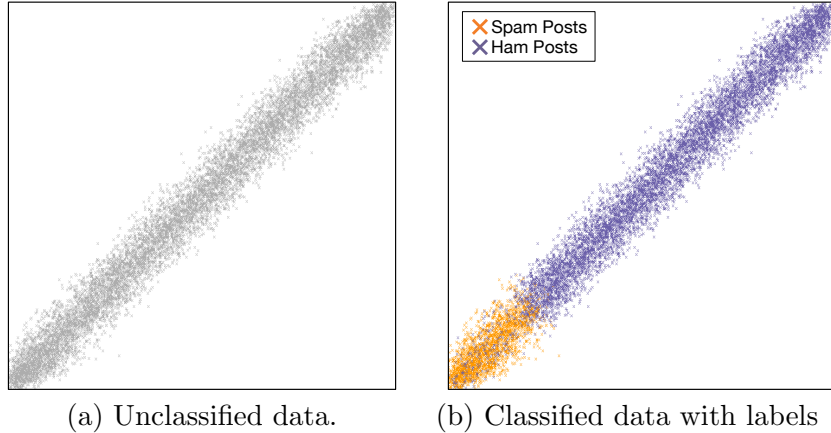 Spam Posts
Ham Posts
(a) Unclassified data.
(b) Classified data with labels